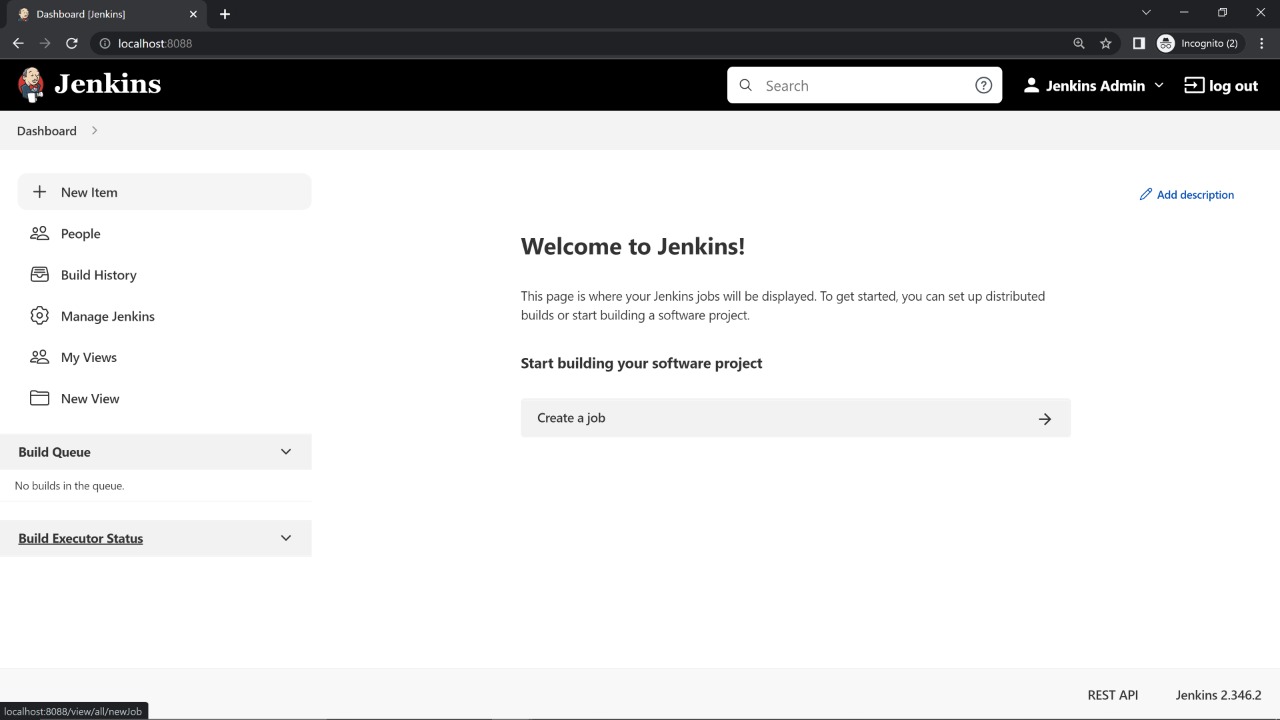 Dashboard [Jenkins]
localhost:8088
Incognito (2)
Jenkins
Search
Jenkins Admin
log out
Dashboard
New Item
Add description
People
Welcome to Jenkins!
Build History
This page is where your Jenkins jobs will be displayed. To get started, you can set up distributed
builds or start building a software project.
Manage Jenkins
My Views
Start building your software project
New View
Create a job
Build Queue
No builds in the queue.
Build Executor Status
REST API
Jenkins 2.346.2
localhost:8088/view/all/newJob